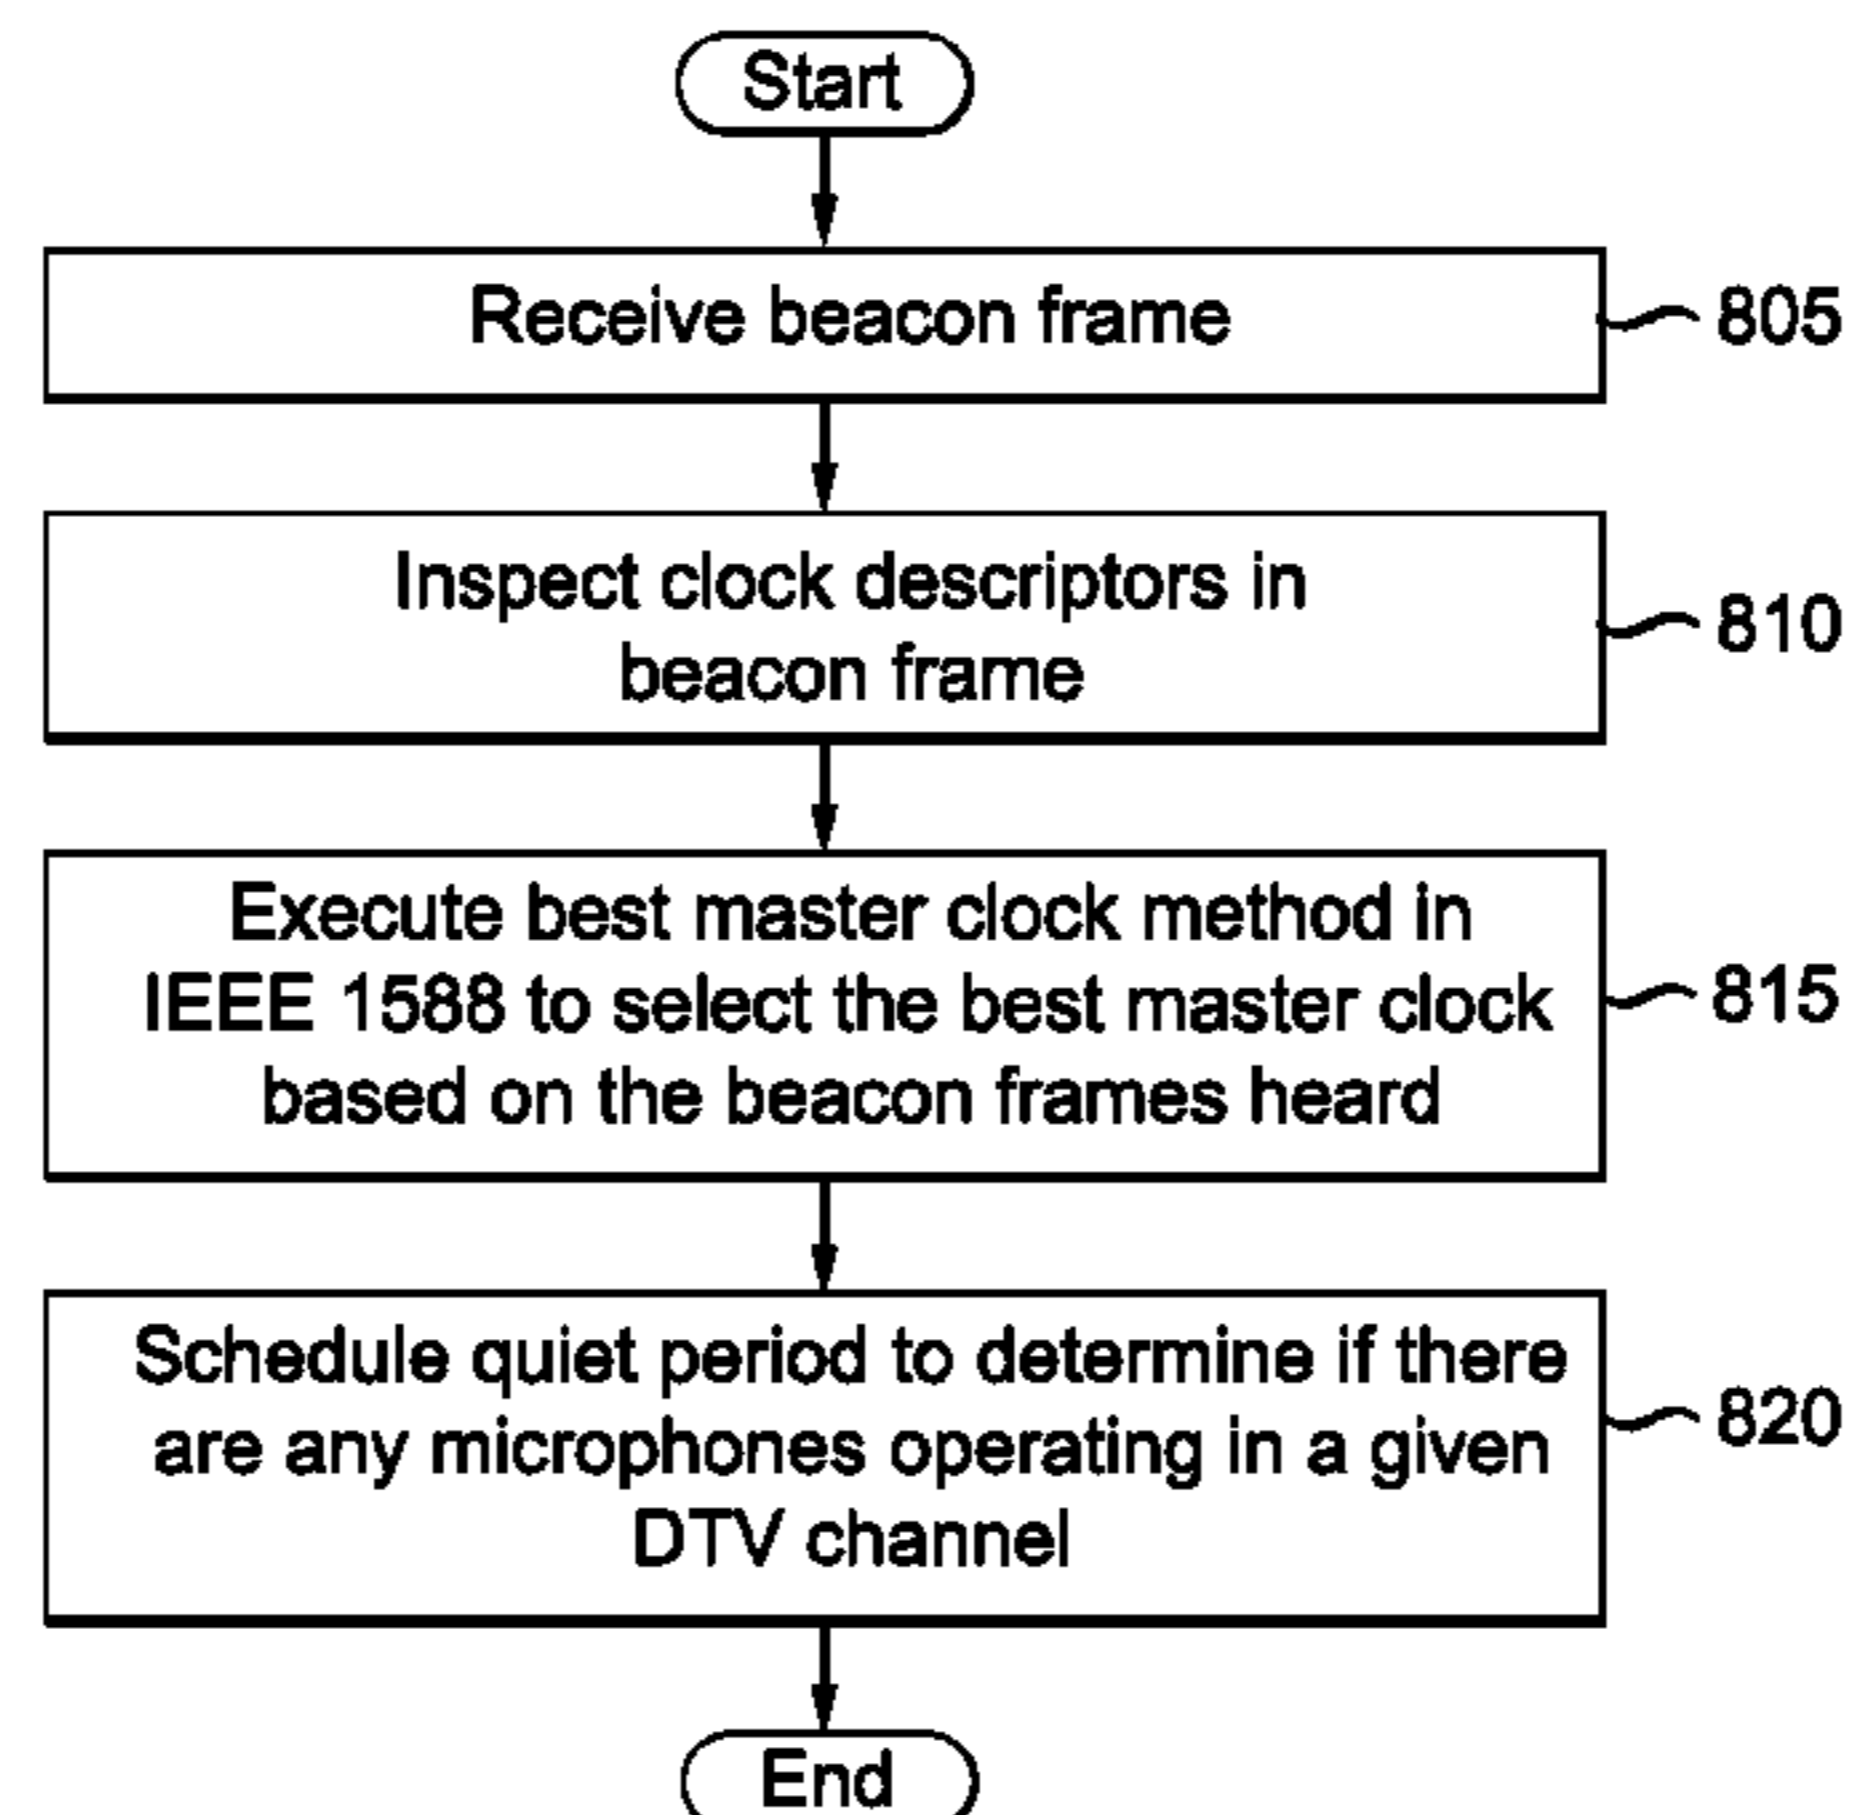 Start
Receive beacon frame
805
Inspect clock descriptors in
beacon frame
810
Execute best master clock method in
IEEE 1588 to select the best master clock
based on the beacon frames heard
815
Schedule quiet period to determine if there
are any microphones operating in a given
DTV channel
820
End